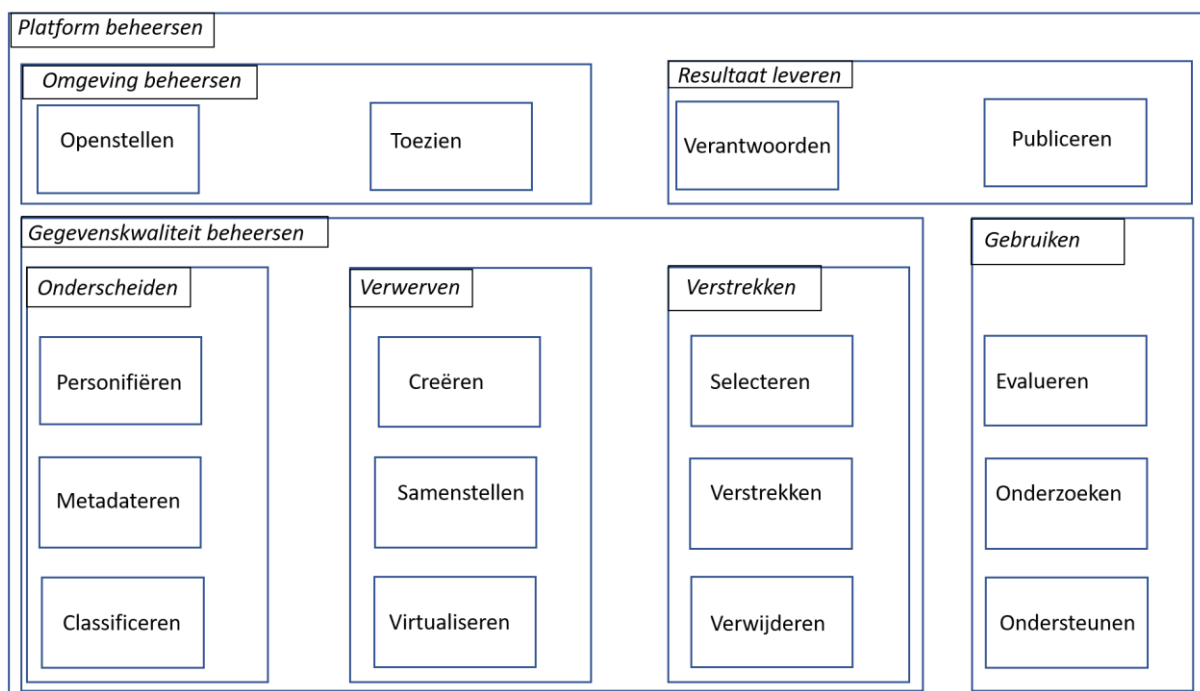 Platform beheersen
Omgeving beheersen
Openstellen
Toezien
Resultaat leveren
Verantwoorden
Publiceren
Gegevenskwaliteit beheersen
Onderscheiden
Personifiëren
Metadateren
Classificeren
Verwerven
Creëren
Samenstellen
Virtualiseren
Verstrekken
Selecteren
Verstrekken
Verwijderen
Gebruiken
Evalueren
Onderzoeken
Ondersteunen